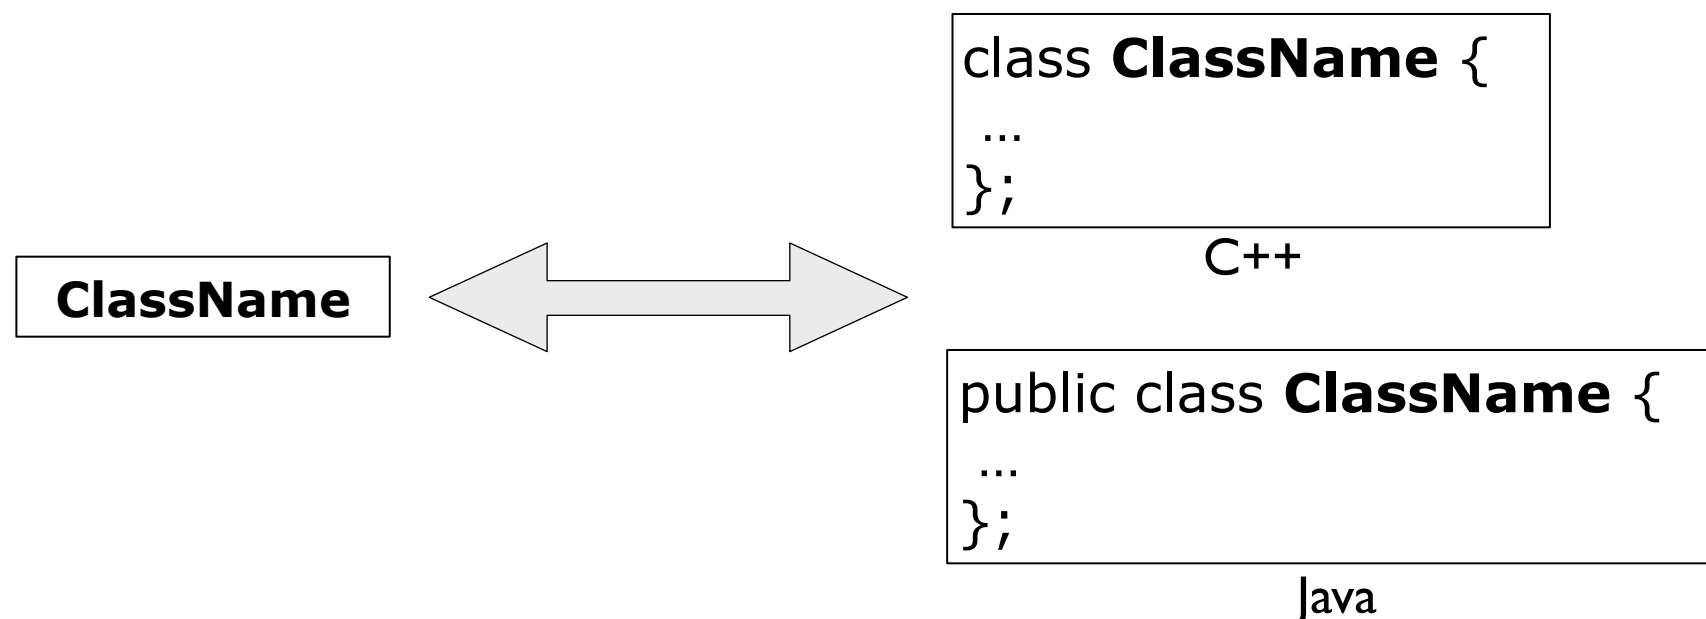 ClassName
class ClassName {
...
};
C++
public class ClassName {
...
};
Java